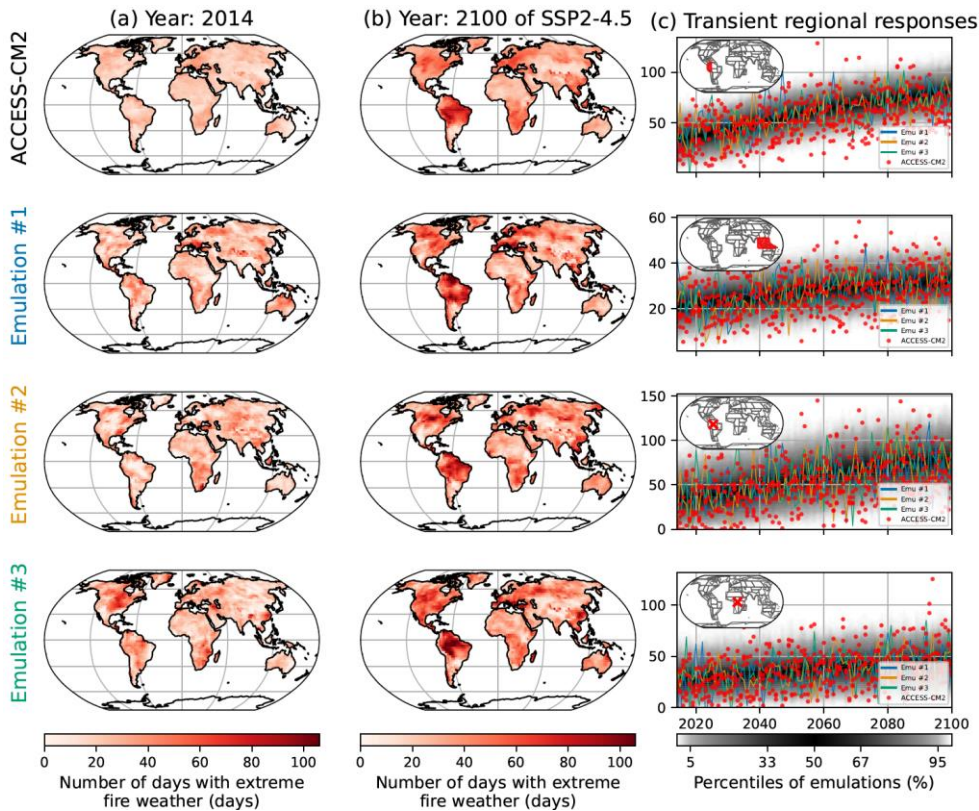 (a) Year: 2014
(b) Year: 2100 of SSP2-4.5
(c) Transient regional responses
ACCESS-CM2
100
50
Emu #1
Emu #2
Emu #3
ACCESS-CM2
Emulation #1
60
40
20
Emu #1
Emu #2
Emu #3
ACCESS-CM2
Emulation #2
150
100
50
0
Emu #1
Emu #2
Emu #3
ACCESS-CM2
Emulation #3
100
50
0
Emu #1
Emu #2
Emu #3
ACCESS-CM2
2020 2040 2060 2080 2100
0 20 40 60 80 100
Number of days with extreme
fire weather (days)
0 20 40 60 80 100
Number of days with extreme
fire weather (days)
5 33 50 67 95
Percentiles of emulations (%)